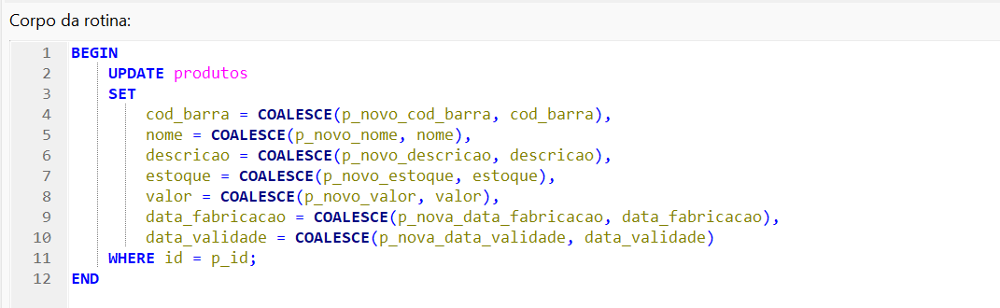 Corpo da rotina:
1 BEGIN
2 UPDATE produtos
3 SET
4 cod_barra = COALESCE(p_novo_cod_barra, cod_barra),
5 nome = COALESCE(p_novo_nome, nome),
6 descricao = COALESCE(p_novo_descricao, descricao),
7 estoque = COALESCE(p_novo_estoque, estoque),
8 valor = COALESCE(p_novo_valor, valor),
9 data_fabricacao = COALESCE(p_nova_data_fabricacao, data_fabricacao),
10 data_validade = COALESCE(p_nova_data_validade, data_validade)
11 WHERE id = p_id;
12 END